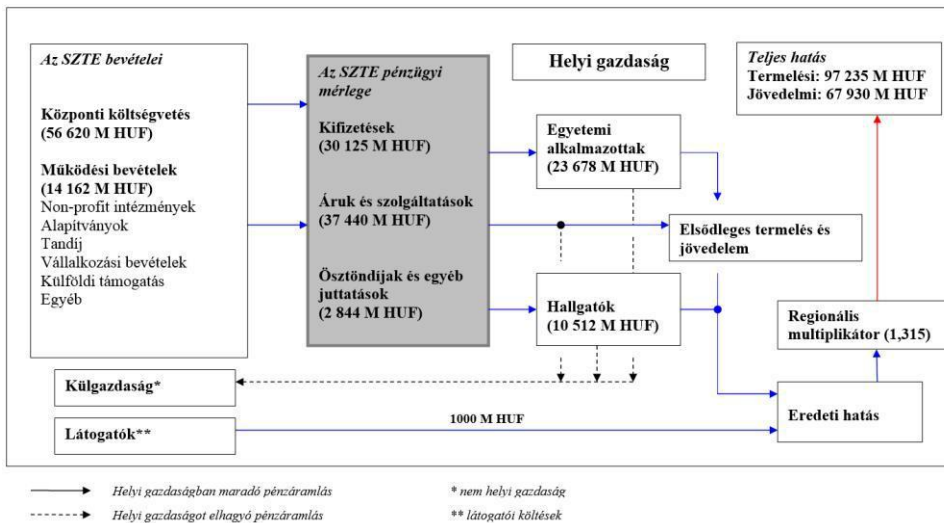 Az SZTE bevételei
Központi költségvetés
(56 620 M HUF)
Működési bevételek
(14 162 M HUF)
Non-profit intézmények
Alapítványok
Tandíj
Vállalkozási bevételek
Külföldi támogatás
Egyéb
Az SZTE pénzügyi
mérlege
Kifizetések
(30 125 M HUF)
Áruk és szolgáltatások
(37 440 M HUF)
Ösztöndíjak és egyéb
juttatások
(2 844 M HUF)
Helyi gazdaság
Egyetemi
alkalmazottak
(23 678 M HUF)
Hallgatók
(10 512 M HUF)
Teljes hatás
Termelési: 97 235 M HUF
Jövedelmi: 67 930 M HUF
Elsődleges termelés és
jövedelem
Regionális
multiplikátor (1,315)
Eredeti hatás
Külgazdaság*
Látogatók**
1000 M HUF
Helyi gazdaságban maradó pénzáramlás
* nem helyi gazdaság
Helyi gazdaságot elhagyó pénzáramlás
** látogatói költések